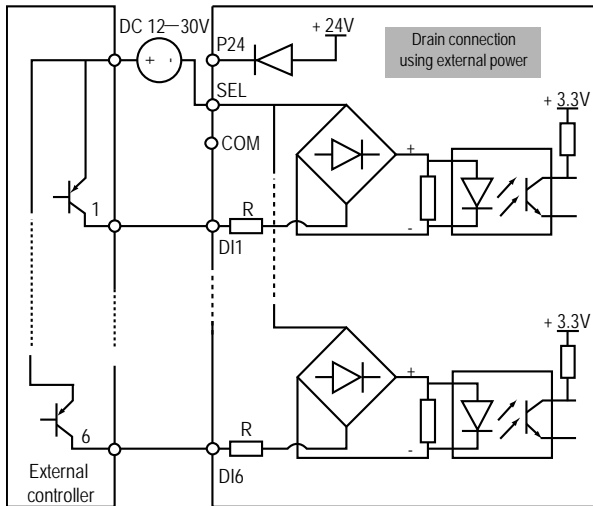 DC 12—30V
+ -
P24
+ 24V
Drain connection
using external power
SEL
+ 3.3V
COM
+
1
R
-
DI1
+ 3.3V
+
6
R
-
DI6
External
controller